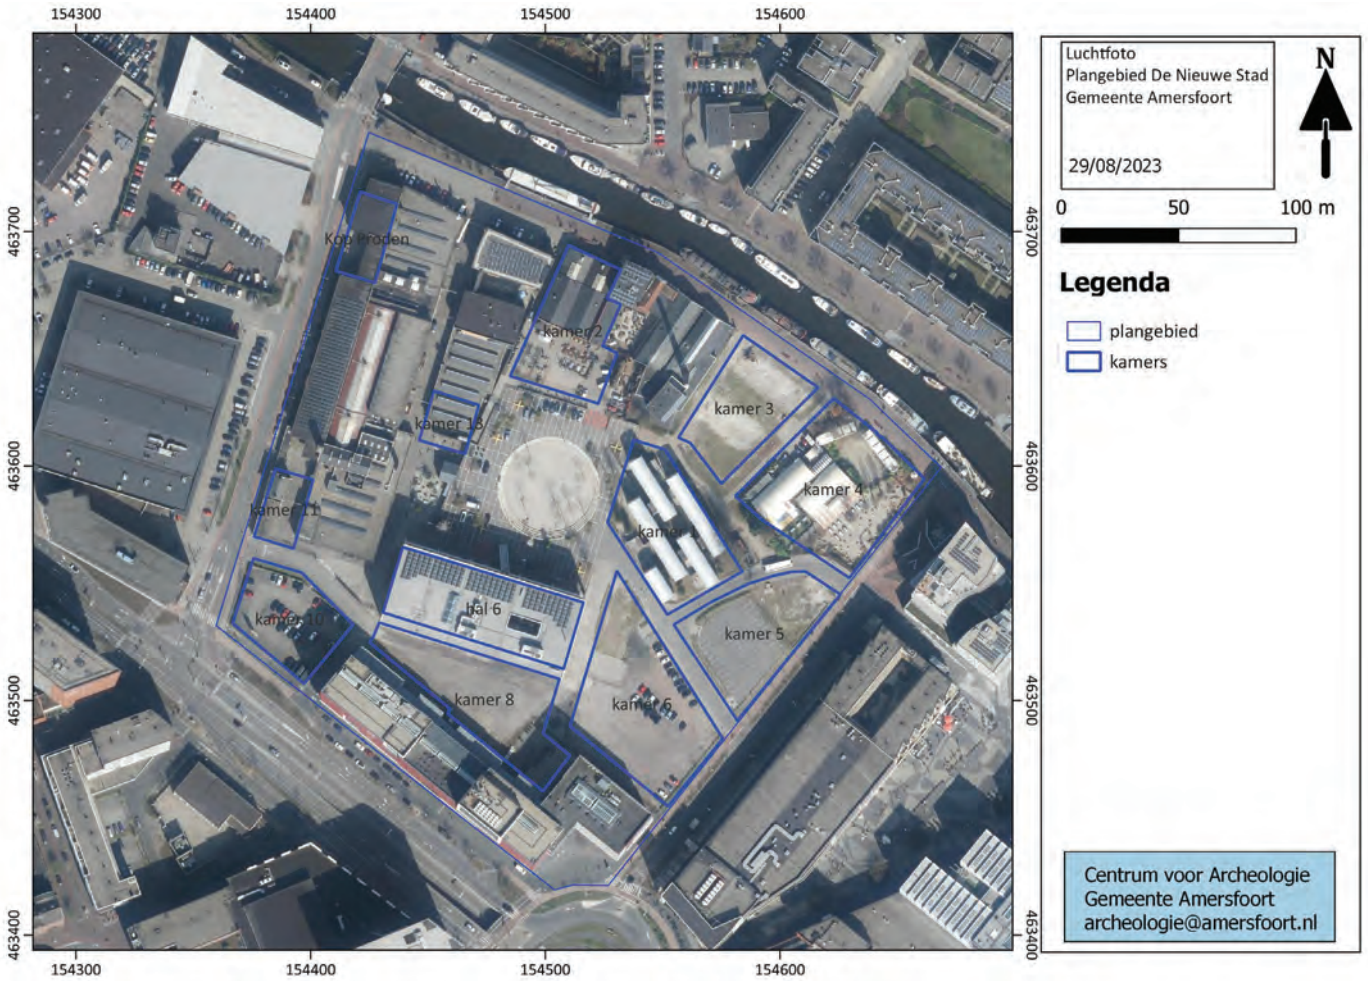 154300
154400
154500
154600
463700
463600
463500
463400
Kop Proden
kamer 2
kamer 13
kamer 3
kamer 11
kamer 4
kamer 1
kamer 10
hal 6
kamer 5
kamer 8
kamer 6
463700
463600
463500
463400
154300
154400
154500
154600
Luchtfoto
Plangebied De Nieuwe Stad
Gemeente Amersfoort
29/08/2023
N
0 50 100 m
Legenda
plangebied
kamers
Centrum voor Archeologie
Gemeente Amersfoort
archeologie@amersfoort.nl